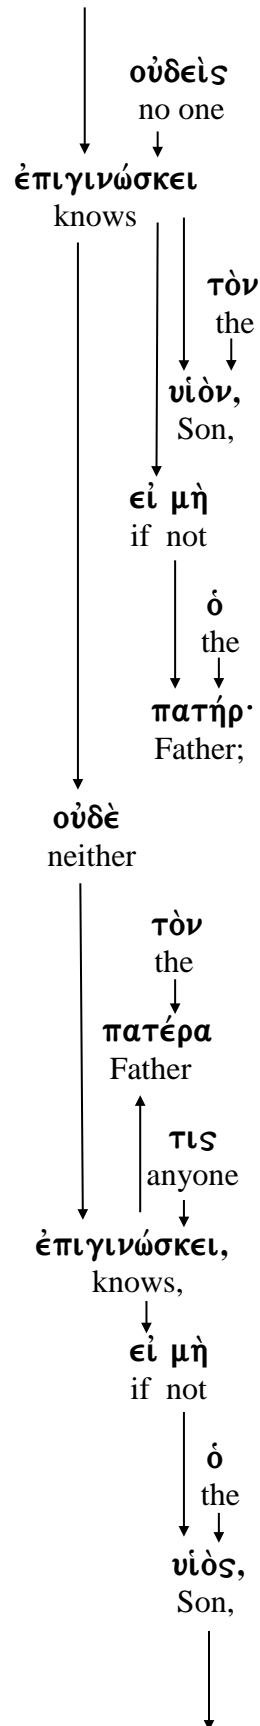 οὐδεὶς
no one
ἐπιγινώσκει
knows
τὸν
the
υἱὸν,
Son,
εἰ μὴ
if not
ὁ
the
πατήρ·
Father;
οὐδὲ
neither
τὸν
the
πατέρα
Father
τις
anyone
ἐπιγινώσκει,
knows,
εἰ μὴ
if not
ὁ
the
υἱὸς,
Son,